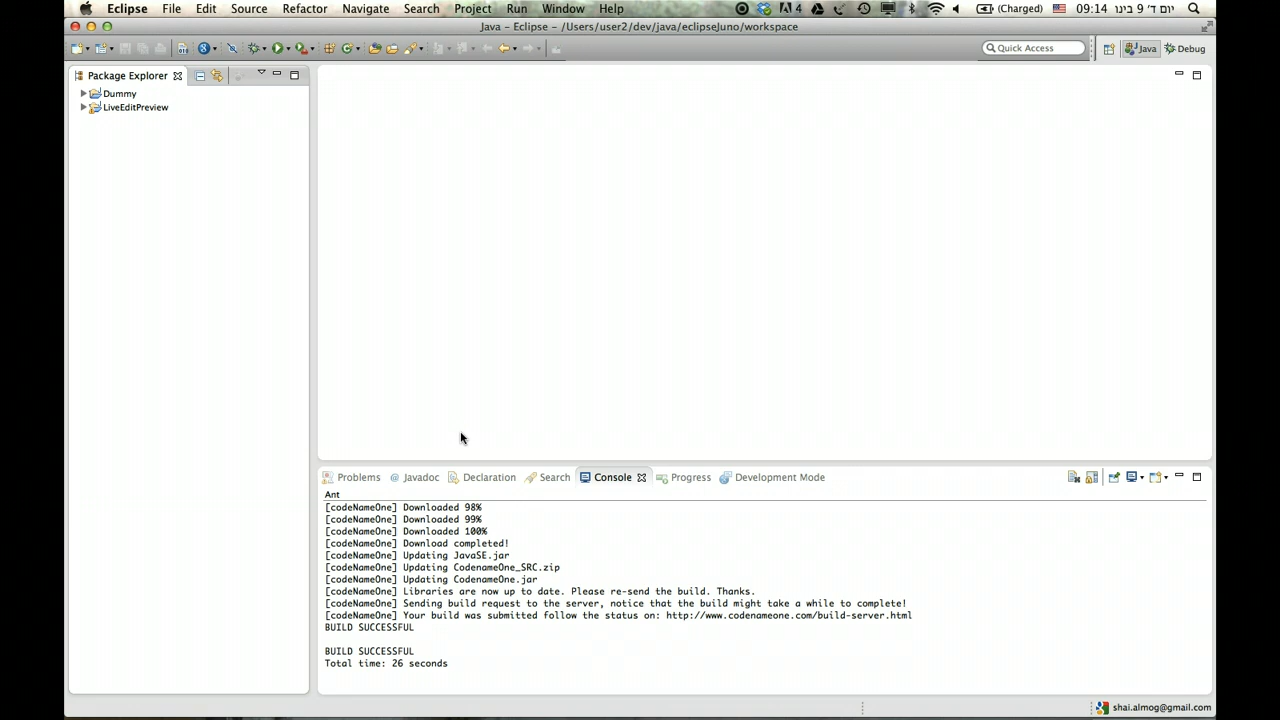 Eclipse File Edit Source Refactor Navigate Search Project Run Window Help 4 (Charged) 09:14 יום ד' 9 בינו
Java - Eclipse - /Users/user2/dev/java/eclipseJuno/workspace
Quick Access Java Debug
Package Explorer
Dummy
LiveEditPreview
Problems @ Javadoc Declaration Search Console Progress Development Mode
Ant
[codeNameOne] Downloaded 98%
[codeNameOne] Downloaded 99%
[codeNameOne] Downloaded 100%
[codeNameOne] Download completed!
[codeNameOne] Updating JavaSE.jar
[codeNameOne] Updating CodenameOne_SRC.zip
[codeNameOne] Updating CodenameOne.jar
[codeNameOne] Libraries are now up to date. Please re-send the build. Thanks.
[codeNameOne] Sending build request to the server, notice that the build might take a while to complete!
[codeNameOne] Your build was submitted follow the status on: http://www.codenameone.com/build-server.html
BUILD SUCCESSFUL
BUILD SUCCESSFUL
Total time: 26 seconds
shai.almog@gmail.com